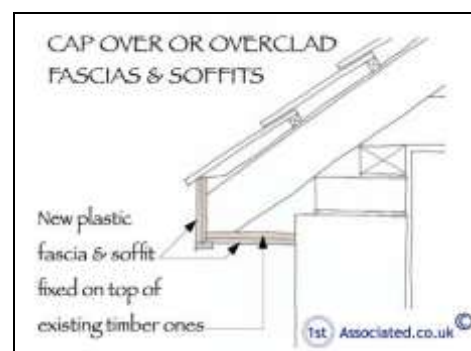 CAP OVER OR OVERCLAD
FASCIAS & SOFFITS
New plastic
fascia & soffit
fixed on top of
existing timber ones
1st Associated.co.uk ©